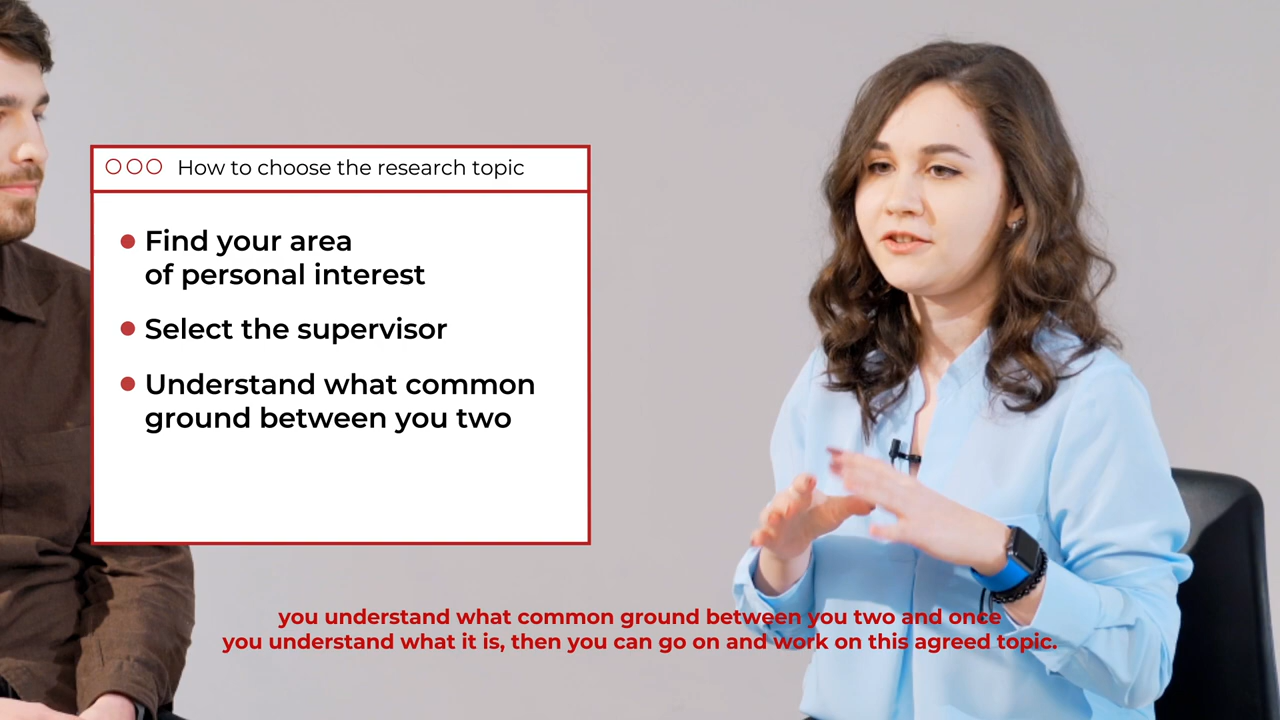 How to choose the research topic
Find your area
of personal interest
Select the supervisor
Understand what common
ground between you two
you understand what common ground between you two and once
you understand what it is, then you can go on and work on this agreed topic.